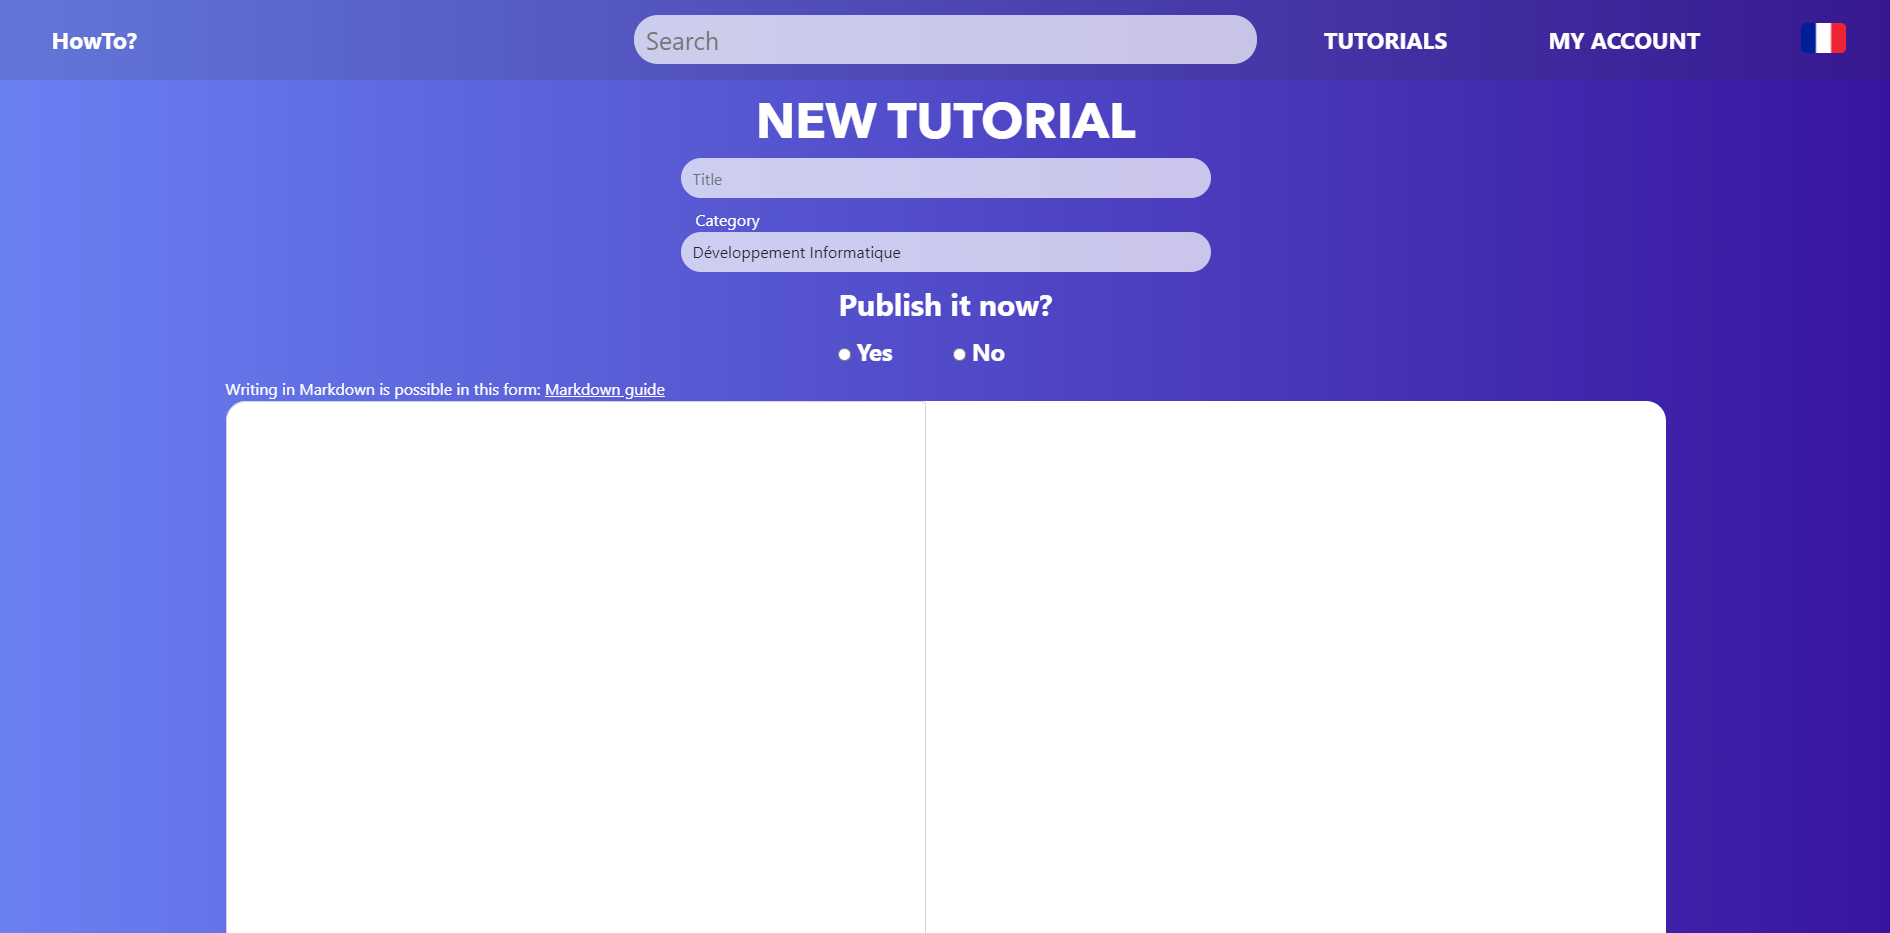 HowTo?
Search
TUTORIALS
MY ACCOUNT
NEW TUTORIAL
Title
Category
Développement Informatique
Publish it now?
Yes No
Writing in Markdown is possible in this form: Markdown guide